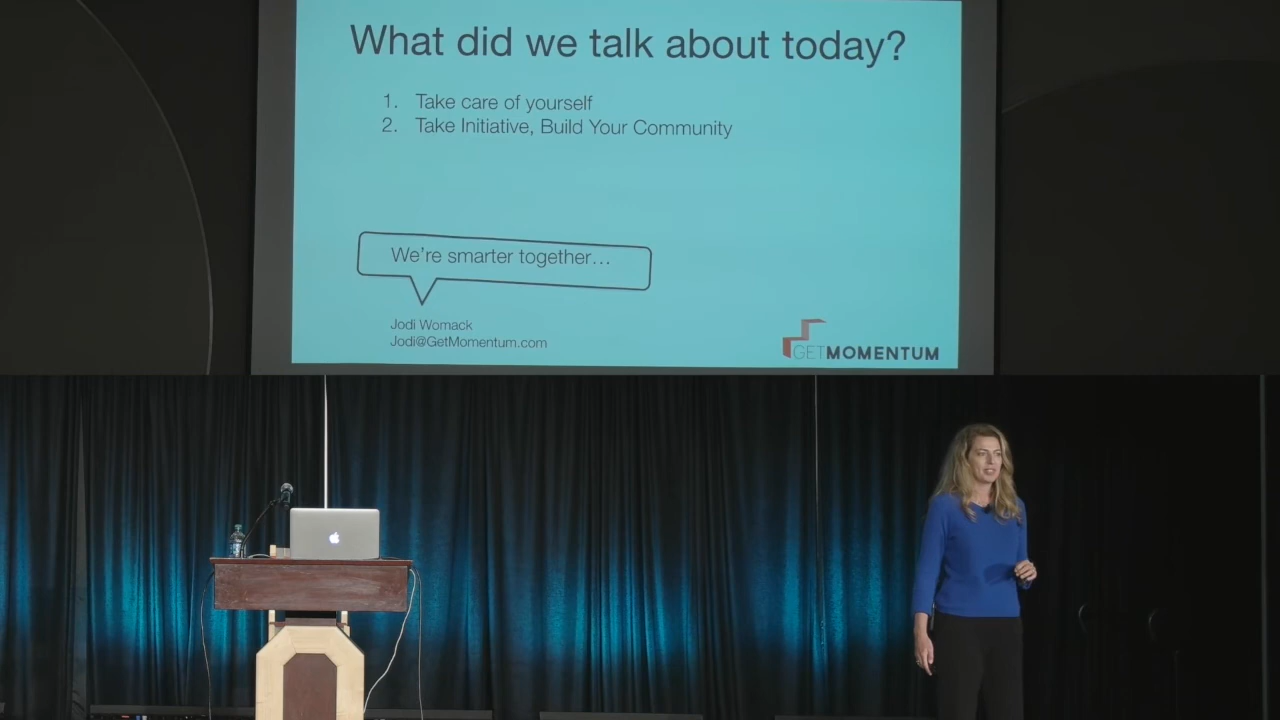 What did we talk about today?
1. Take care of yourself
2. Take Initiative, Build Your Community
We're smarter together...
Jodi Womack
Jodi@GetMomentum.com
GETMOMENTUM